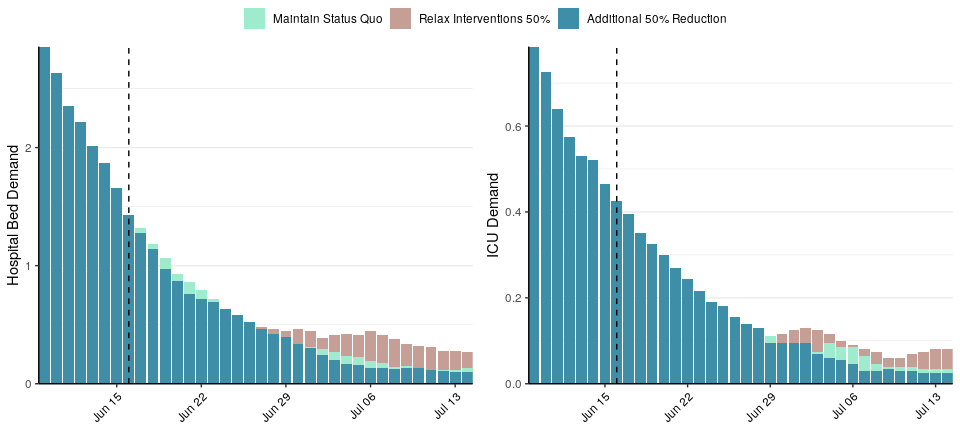 Maintain Status Quo Relax Interventions 50% Additional 50% Reduction
Hospital Bed Demand
2
1
0
Jun 15 Jun 22 Jun 29 Jul 06 Jul 13
ICU Demand
0.6
0.4
0.2
0.0
Jun 15 Jun 22 Jun 29 Jul 06 Jul 13